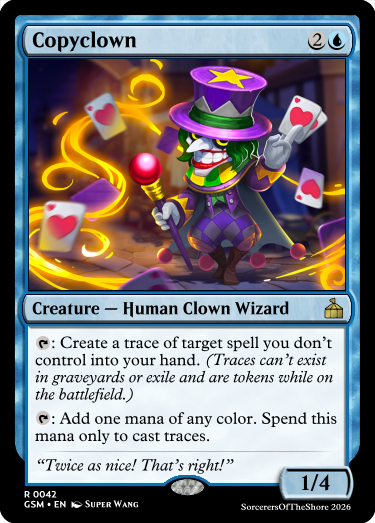 Copyclown 2
Creature — Human Clown Wizard
: Create a trace of target spell you don't
control into your hand. (Traces can't exist
in graveyards or exile and are tokens while on
the battlefield.)
: Add one mana of any color. Spend this
mana only to cast traces.
"Twice as nice! That's right!"
1/4
R 0042
GSM • EN Super Wang
SorcerersOfTheShore 2026